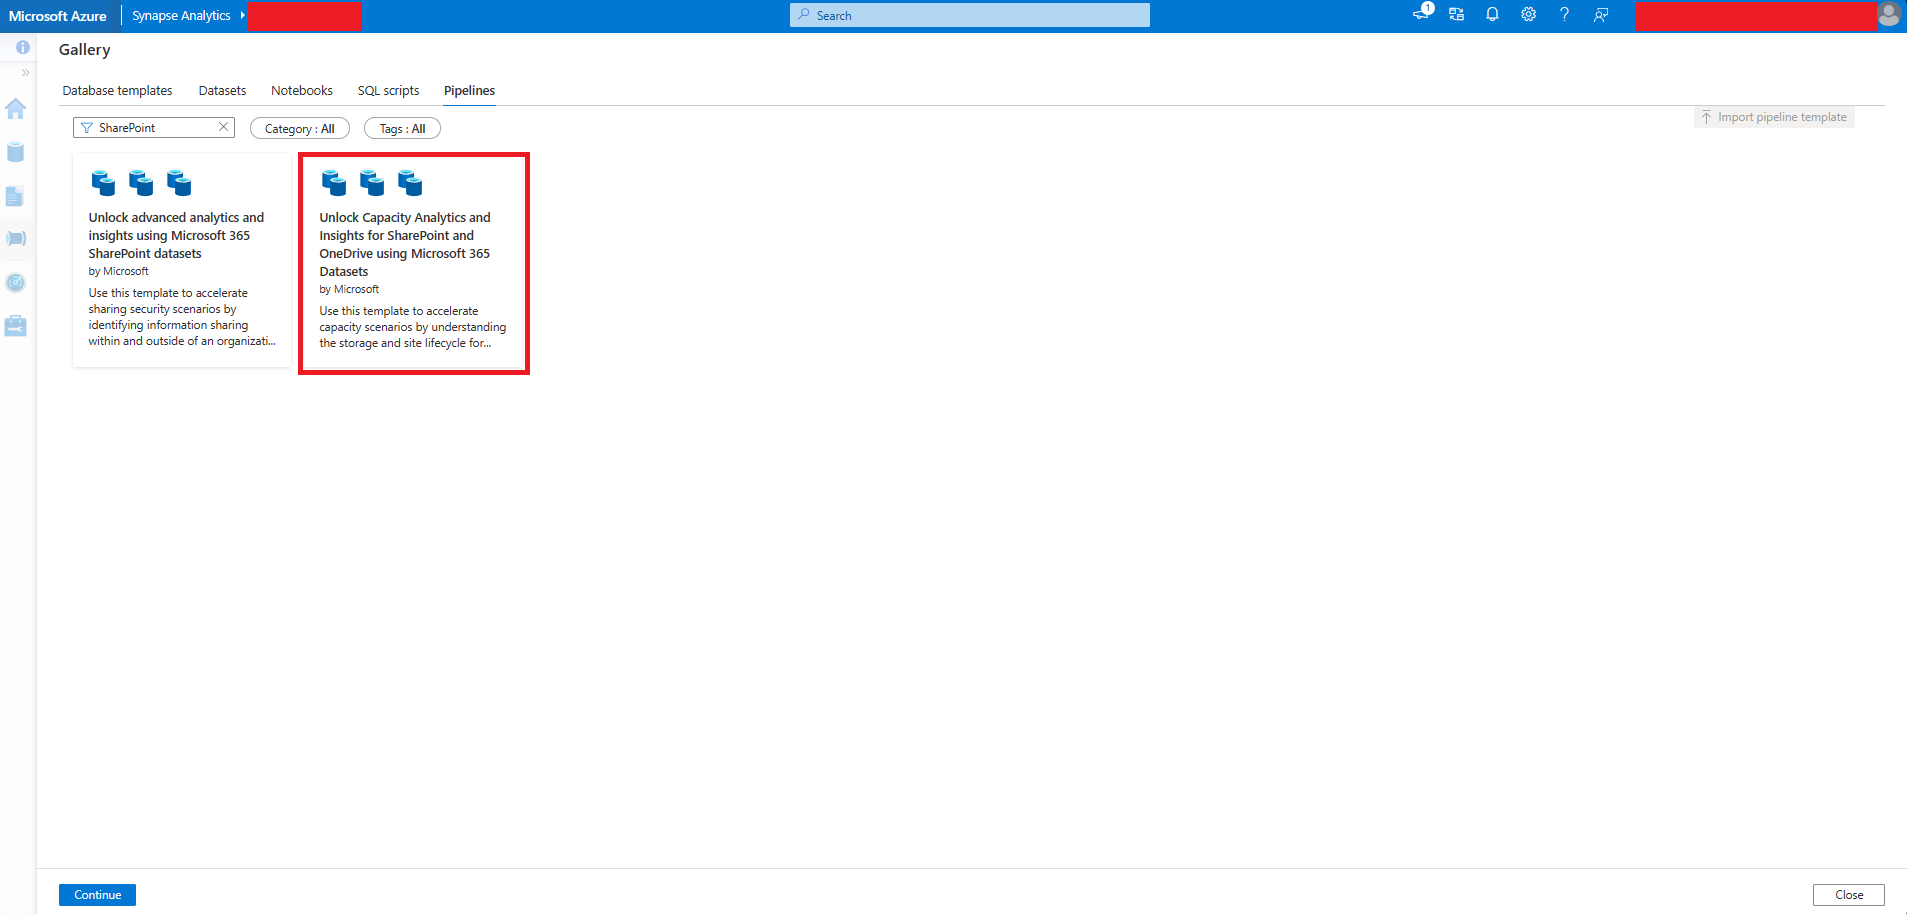 Microsoft Azure Synapse Analytics Search 1
Gallery
Database templates Datasets Notebooks SQL scripts Pipelines
SharePoint Category : All Tags : All Import pipeline template
Unlock advanced analytics and
insights using Microsoft 365
SharePoint datasets
by Microsoft
Use this template to accelerate
sharing security scenarios by
identifying information sharing
within and outside of an organizati...
Unlock Capacity Analytics and
Insights for SharePoint and
OneDrive using Microsoft 365
Datasets
by Microsoft
Use this template to accelerate
capacity scenarios by understanding
the storage and site lifecycle for...
Continue Close